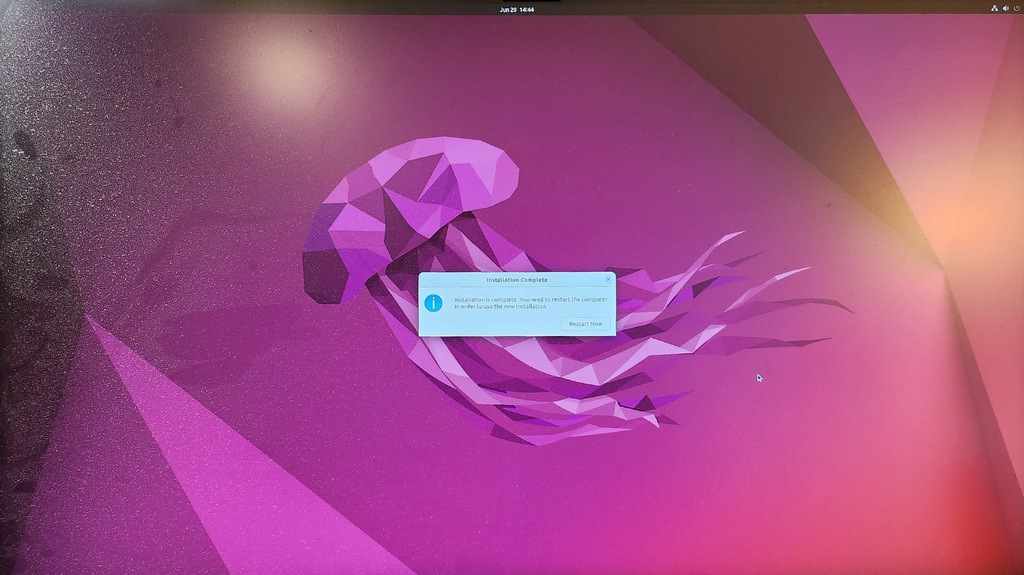 Jun 29 14:44
Installation Complete
Installation is complete. You need to restart the computer
in order to use the new installation.
Restart Now